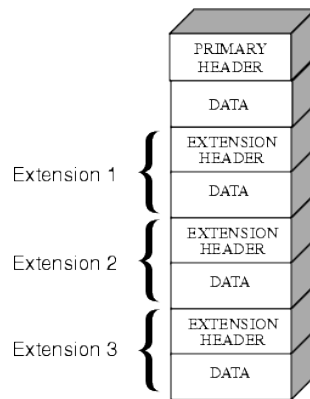 PRIMARY
HEADER
DATA
Extension 1
EXTENSION
HEADER
DATA
Extension 2
EXTENSION
HEADER
DATA
Extension 3
EXTENSION
HEADER
DATA